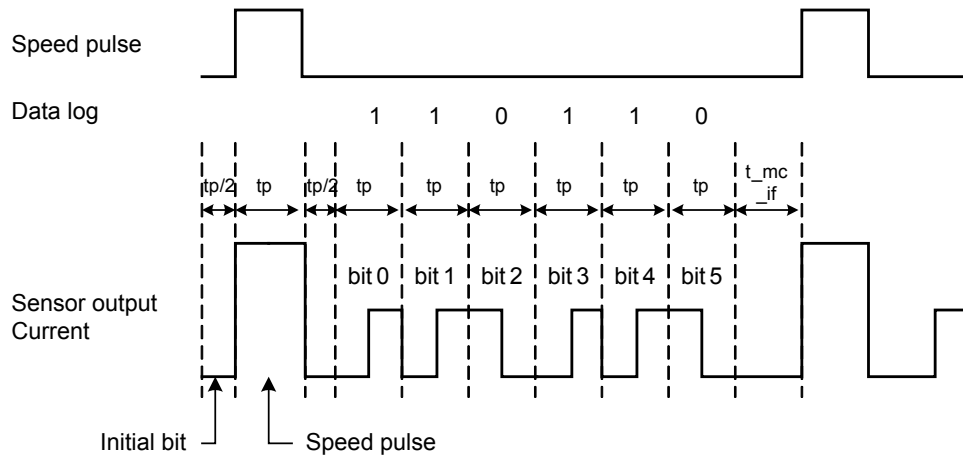 Speed pulse
Data log
1 1 0 1 1 0
tp/2 tp tp/2 tp tp tp tp tp tp t_mc
_if
bit 0 bit 1 bit 2 bit 3 bit 4 bit 5
Sensor output
Current
Initial bit Speed pulse